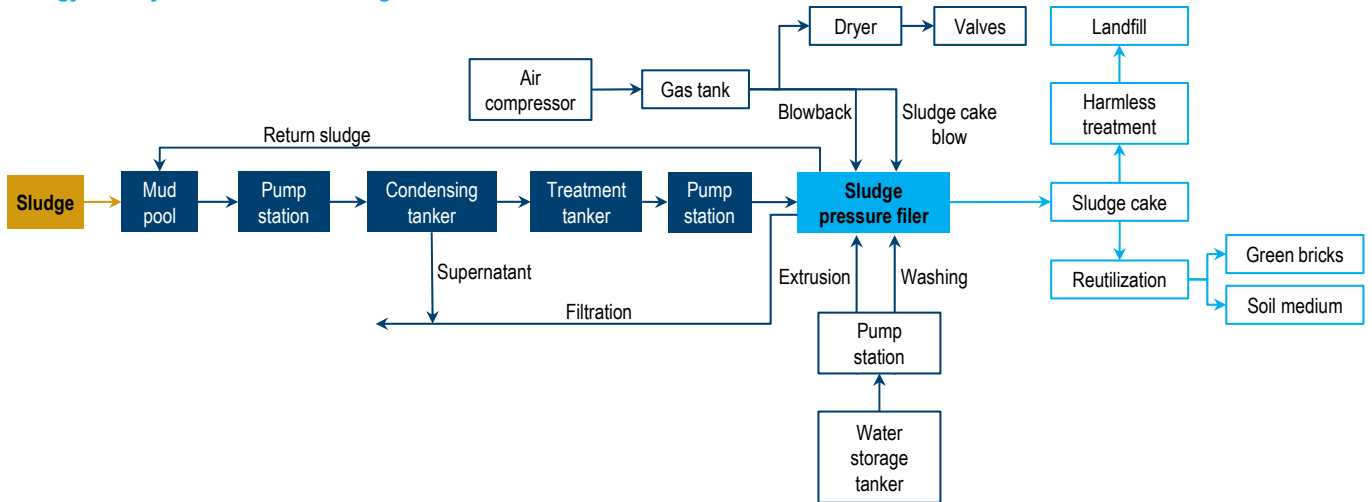 Dryer
Valves
Landfill
Air
compressor
Gas tank
Blowback
Sludge cake
blow
Harmless
treatment
Return sludge
Sludge
Mud
pool
Pump
station
Condensing
tanker
Treatment
tanker
Pump
station
Sludge
pressure filer
Sludge cake
Supernatant
Extrusion
Washing
Reutilization
Green bricks
Soil medium
Filtration
Pump
station
Water
storage
tanker